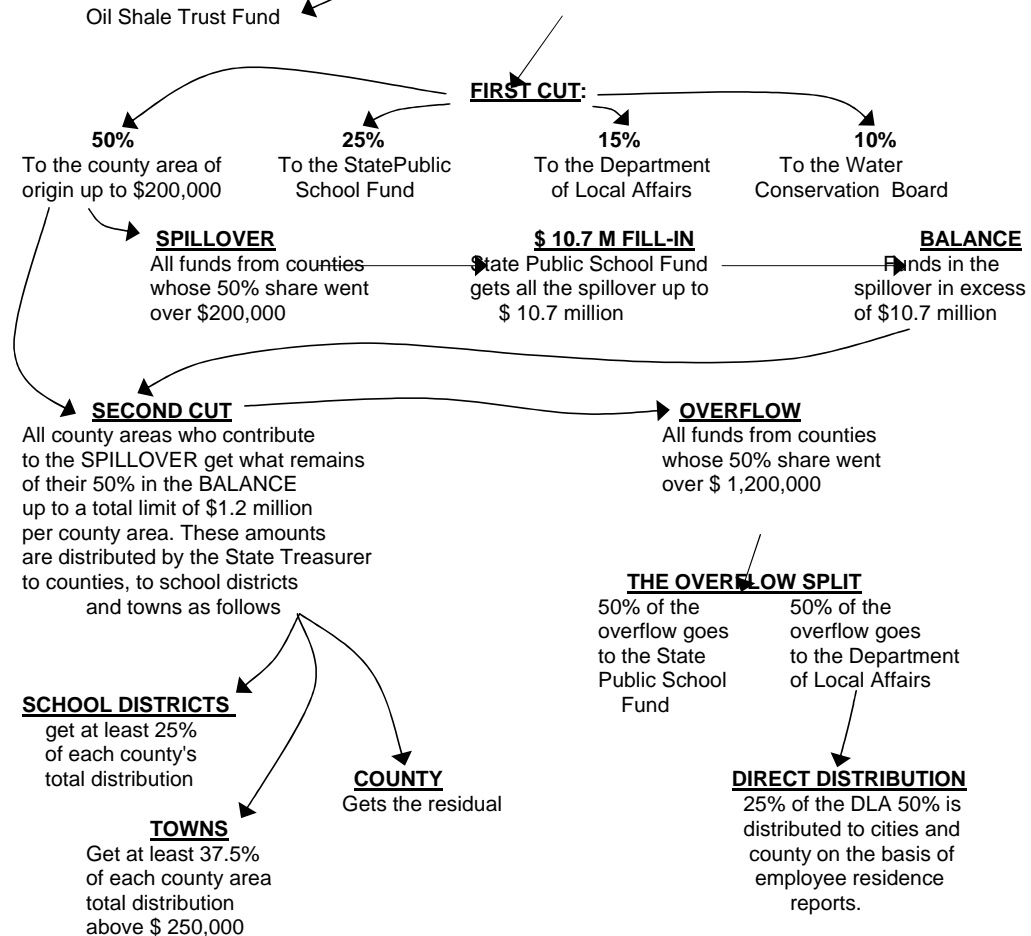 Oil Shale Trust Fund
FIRST CUT:
50%
To the county area of
origin up to $200,000
25%
To the StatePublic
School Fund
15%
To the Department
of Local Affairs
10%
To the Water
Conservation Board
SPILLOVER
All funds from counties
whose 50% share went
over $200,000
$ 10.7 M FILL-IN
State Public School Fund
gets all the spillover up to
$ 10.7 million
BALANCE
Funds in the
spillover in excess
of $10.7 million
SECOND CUT
All county areas who contribute
to the SPILLOVER get what remains
of their 50% in the BALANCE
up to a total limit of $1.2 million
per county area. These amounts
are distributed by the State Treasurer
to counties, to school districts
and towns as follows
OVERFLOW
All funds from counties
whose 50% share went
over $ 1,200,000
THE OVERFLOW SPLIT
50% of the
overflow goes
to the State
Public School
Fund
50% of the
overflow goes
to the Department
of Local Affairs
SCHOOL DISTRICTS
get at least 25%
of each county's
total distribution
TOWNS
Get at least 37.5%
of each county area
total distribution
above $ 250,000
COUNTY
Gets the residual
DIRECT DISTRIBUTION
25% of the DLA 50% is
distributed to cities and
county on the basis of
employee residence
reports.